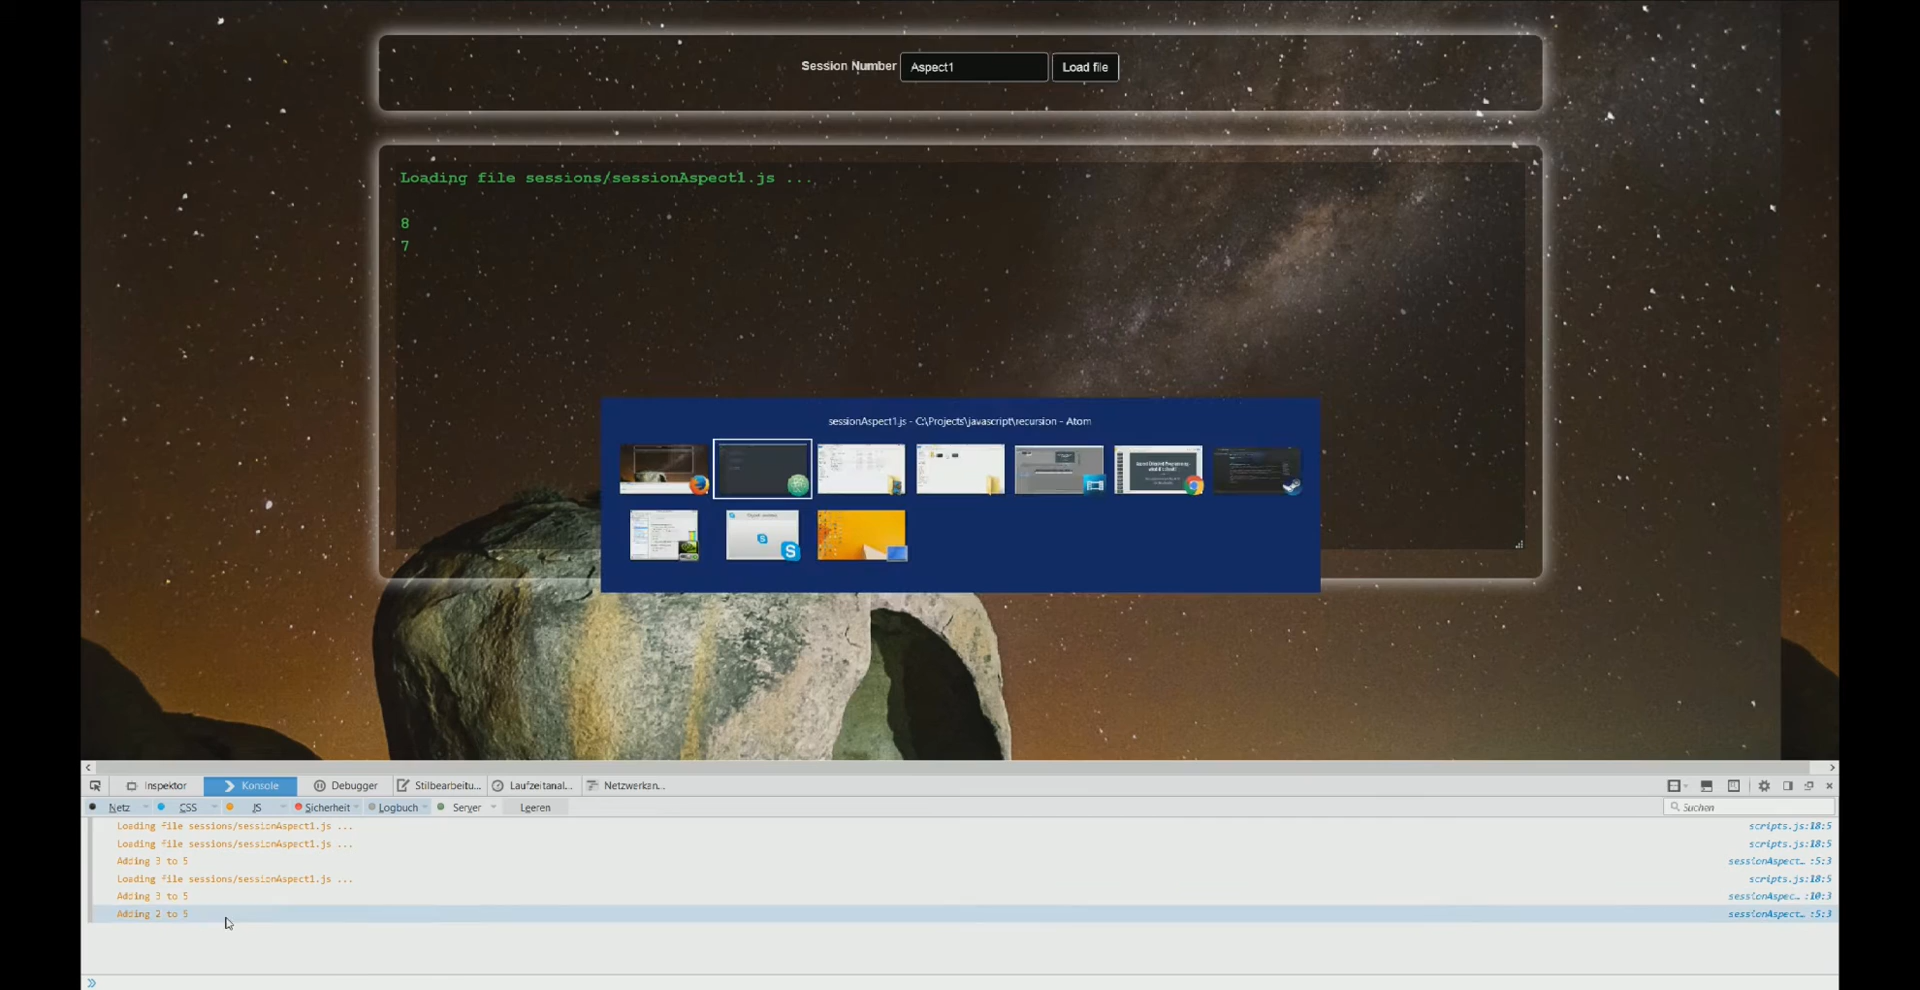 Session Number Aspect1 Load file
Loading file sessions/sessionAspect1.js ...
8
7
sessionAspect1.js - C:\Projects\javascript\recursion - Atom
Inspektor Konsole Debugger Stilbearbeitu... Laufzeitanal... Netzwerkan...
Netz CSS JS Sicherheit Logbuch Server Leeren Suchen
Loading file sessions/sessionAspect1.js ... scripts.js:18:5
Loading file sessions/sessionAspect1.js ... scripts.js:18:5
Adding 3 to 5 sessionAspect... :5:3
Loading file sessions/sessionAspect1.js ... scripts.js:18:5
Adding 3 to 5 sessionAspec... :10:3
Adding 2 to 5 sessionAspect... :5:3